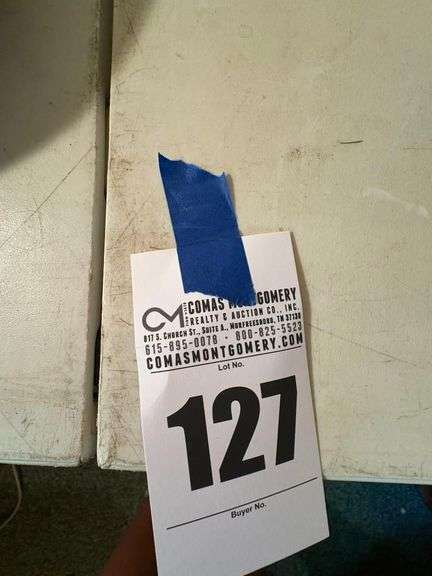 CM COMAS MONTGOMERY
REALTY & AUCTION CO., INC.
817 S. CHURCH ST., SUITE A., MURFREESBORO, TN 37130
615-895-0078 • 800-825-5523
COMASMONTGOMERY.COM
Lot No.
127
Buyer No.